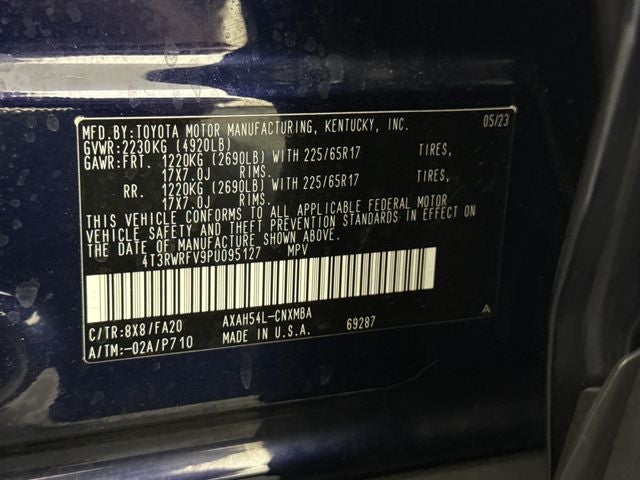 MFD.BY:TOYOTA MOTOR MANUFACTURING, KENTUCKY, INC. 05/23
GVWR:2230KG (4920LB)
GAWR:FRT. 1220KG (2690LB) WITH 225/65R17 TIRES,
17X7.0J RIMS.
RR. 1220KG (2690LB) WITH 225/65R17 TIRES,
17X7.0J RIMS.
THIS VEHICLE CONFORMS TO ALL APPLICABLE FEDERAL MOTOR
VEHICLE SAFETY AND THEFT PREVENTION STANDARDS IN EFFECT ON
THE DATE OF MANUFACTURE SHOWN ABOVE.
4T3RWRFV9PU095127 MPV
C/TR:8X8/FA20 AXAH54L-CNXMBA A
A/TM:-02A/P710 MADE IN U.S.A. 69287